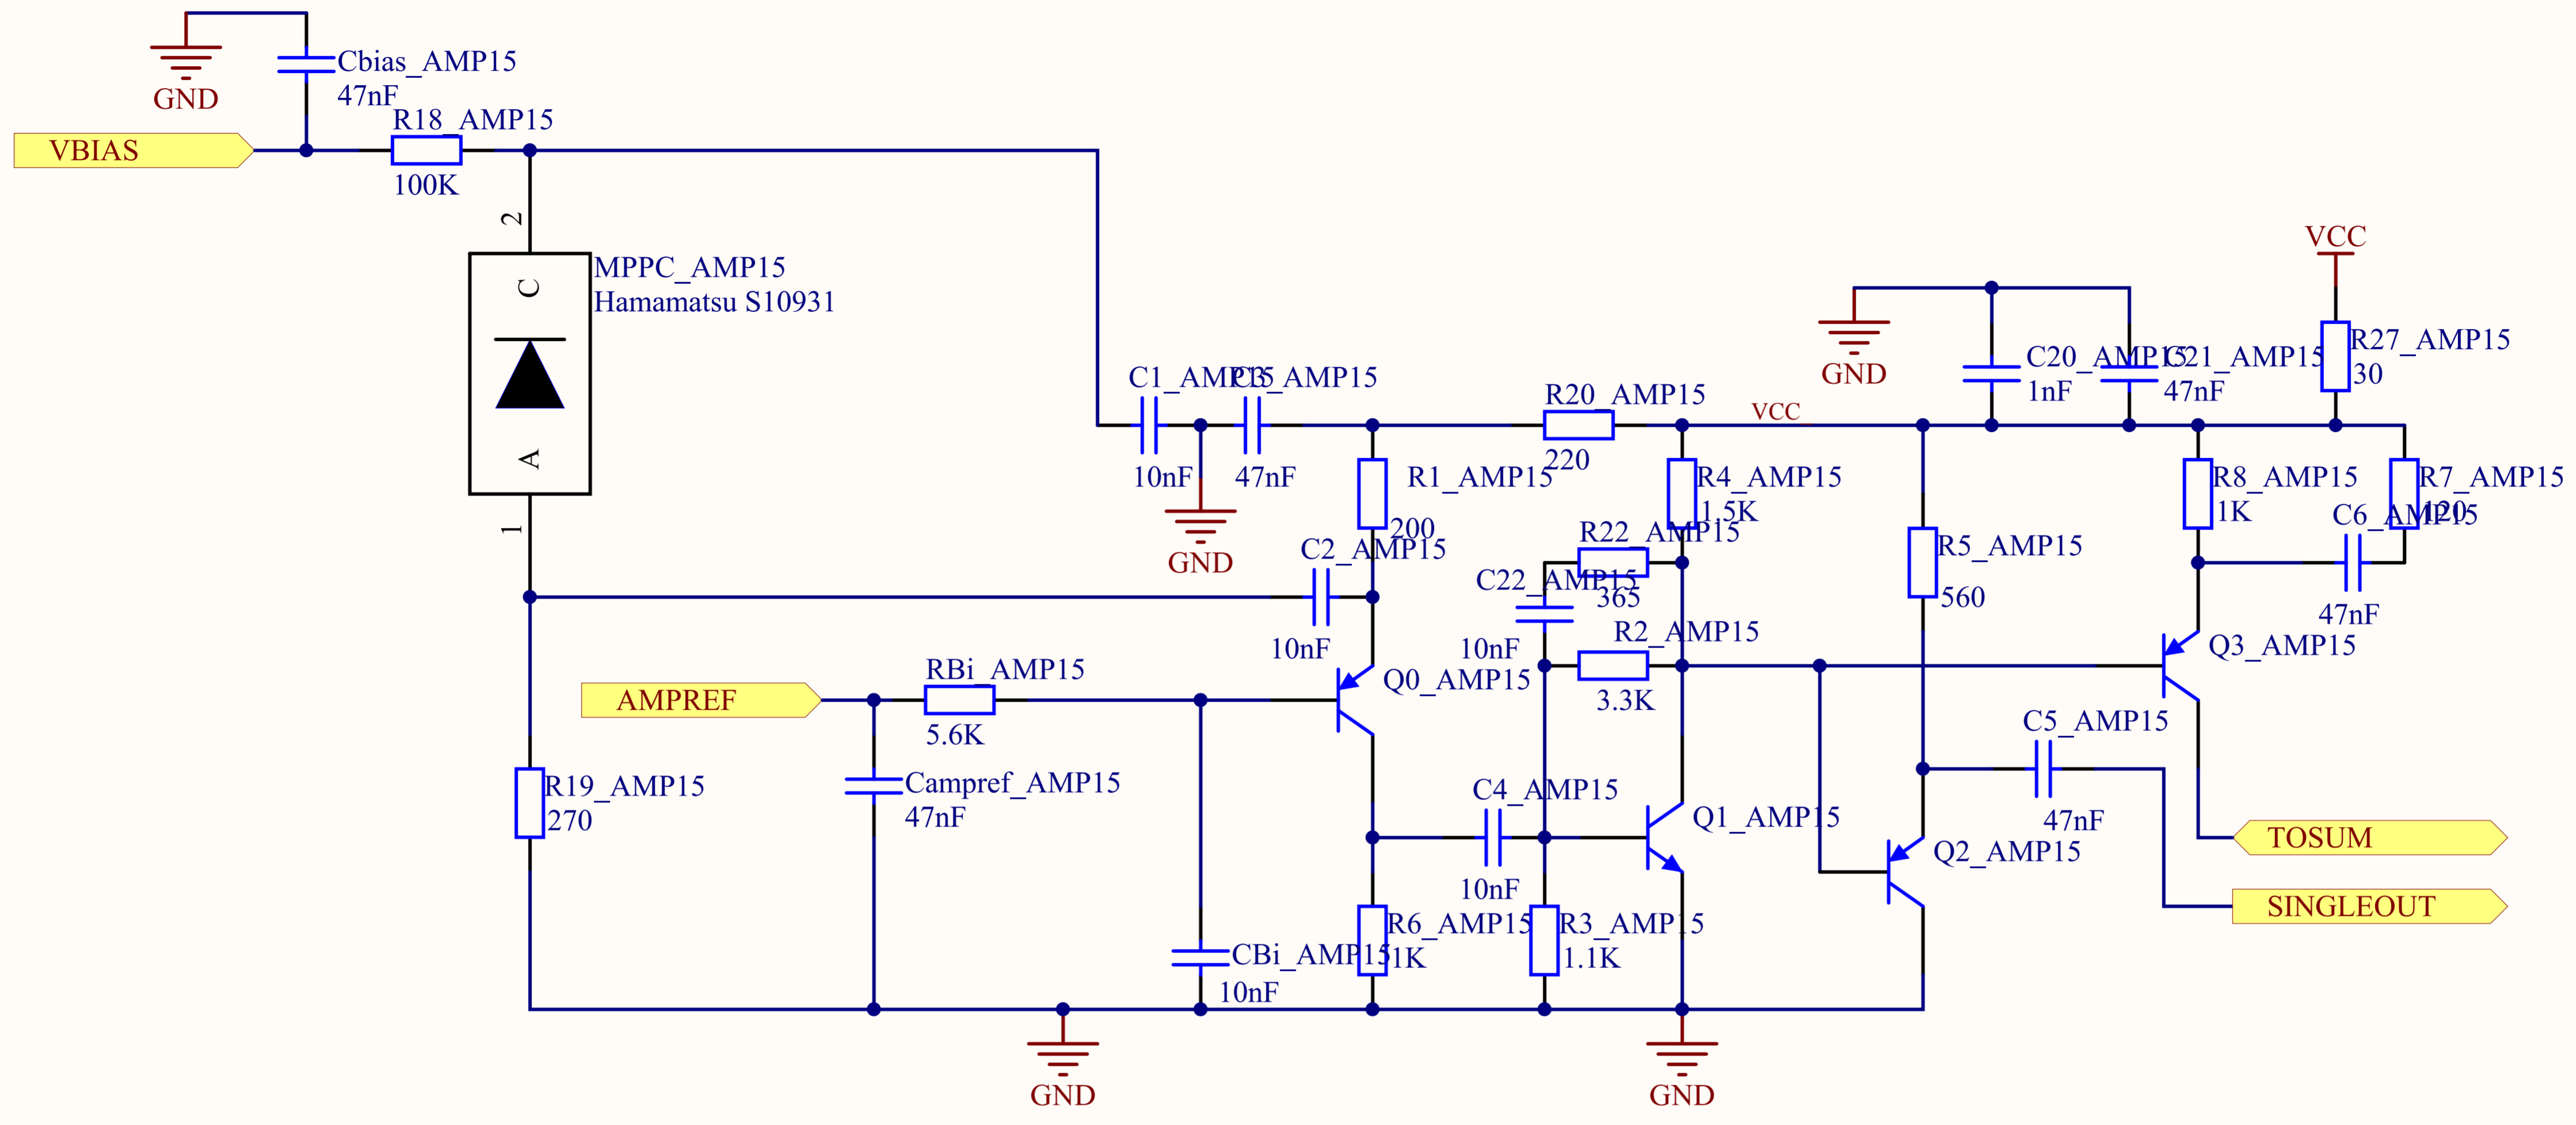 Cbias_AMP15
47nF
GND
R18_AMP15
VBIAS
100K
2
C
A
1
MPPC_AMP15
Hamamatsu S10931
VCC
GND
C20_AMP15
1nF
C21_AMP15
47nF
R27_AMP15
30
C1_AMP15
10nF
C3_AMP15
47nF
GND
R20_AMP15
220
VCC
R1_AMP15
200
R4_AMP15
1.5K
R8_AMP15
1K
R7_AMP15
120
C6_AMP15
47nF
C2_AMP15
10nF
R22_AMP15
365
C22_AMP15
10nF
R5_AMP15
560
R2_AMP15
3.3K
Q3_AMP15
RBi_AMP15
5.6K
AMPREF
Q0_AMP15
C5_AMP15
47nF
R19_AMP15
270
Campref_AMP15
47nF
C4_AMP15
10nF
Q1_AMP15
Q2_AMP15
TOSUM
SINGLEOUT
CBi_AMP15
10nF
R6_AMP15
1K
R3_AMP15
1.1K
GND
GND